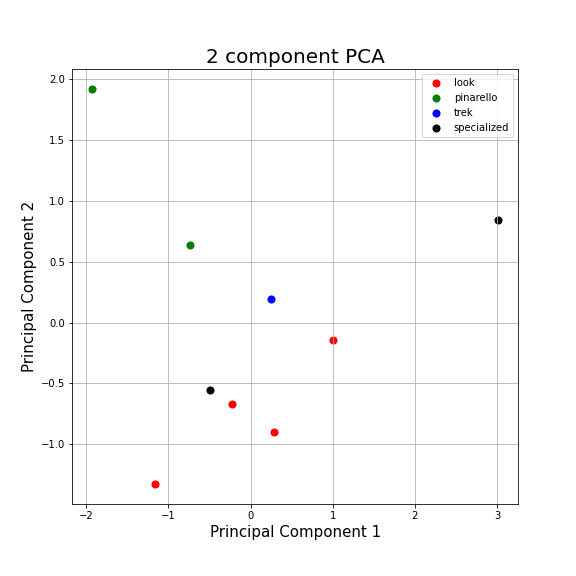 2 component PCA
look
pinarello
trek
specialized
2.0
1.5
1.0
0.5
0.0
−0.5
−1.0
Principal Component 2
−2
−1
0
1
2
3
Principal Component 1